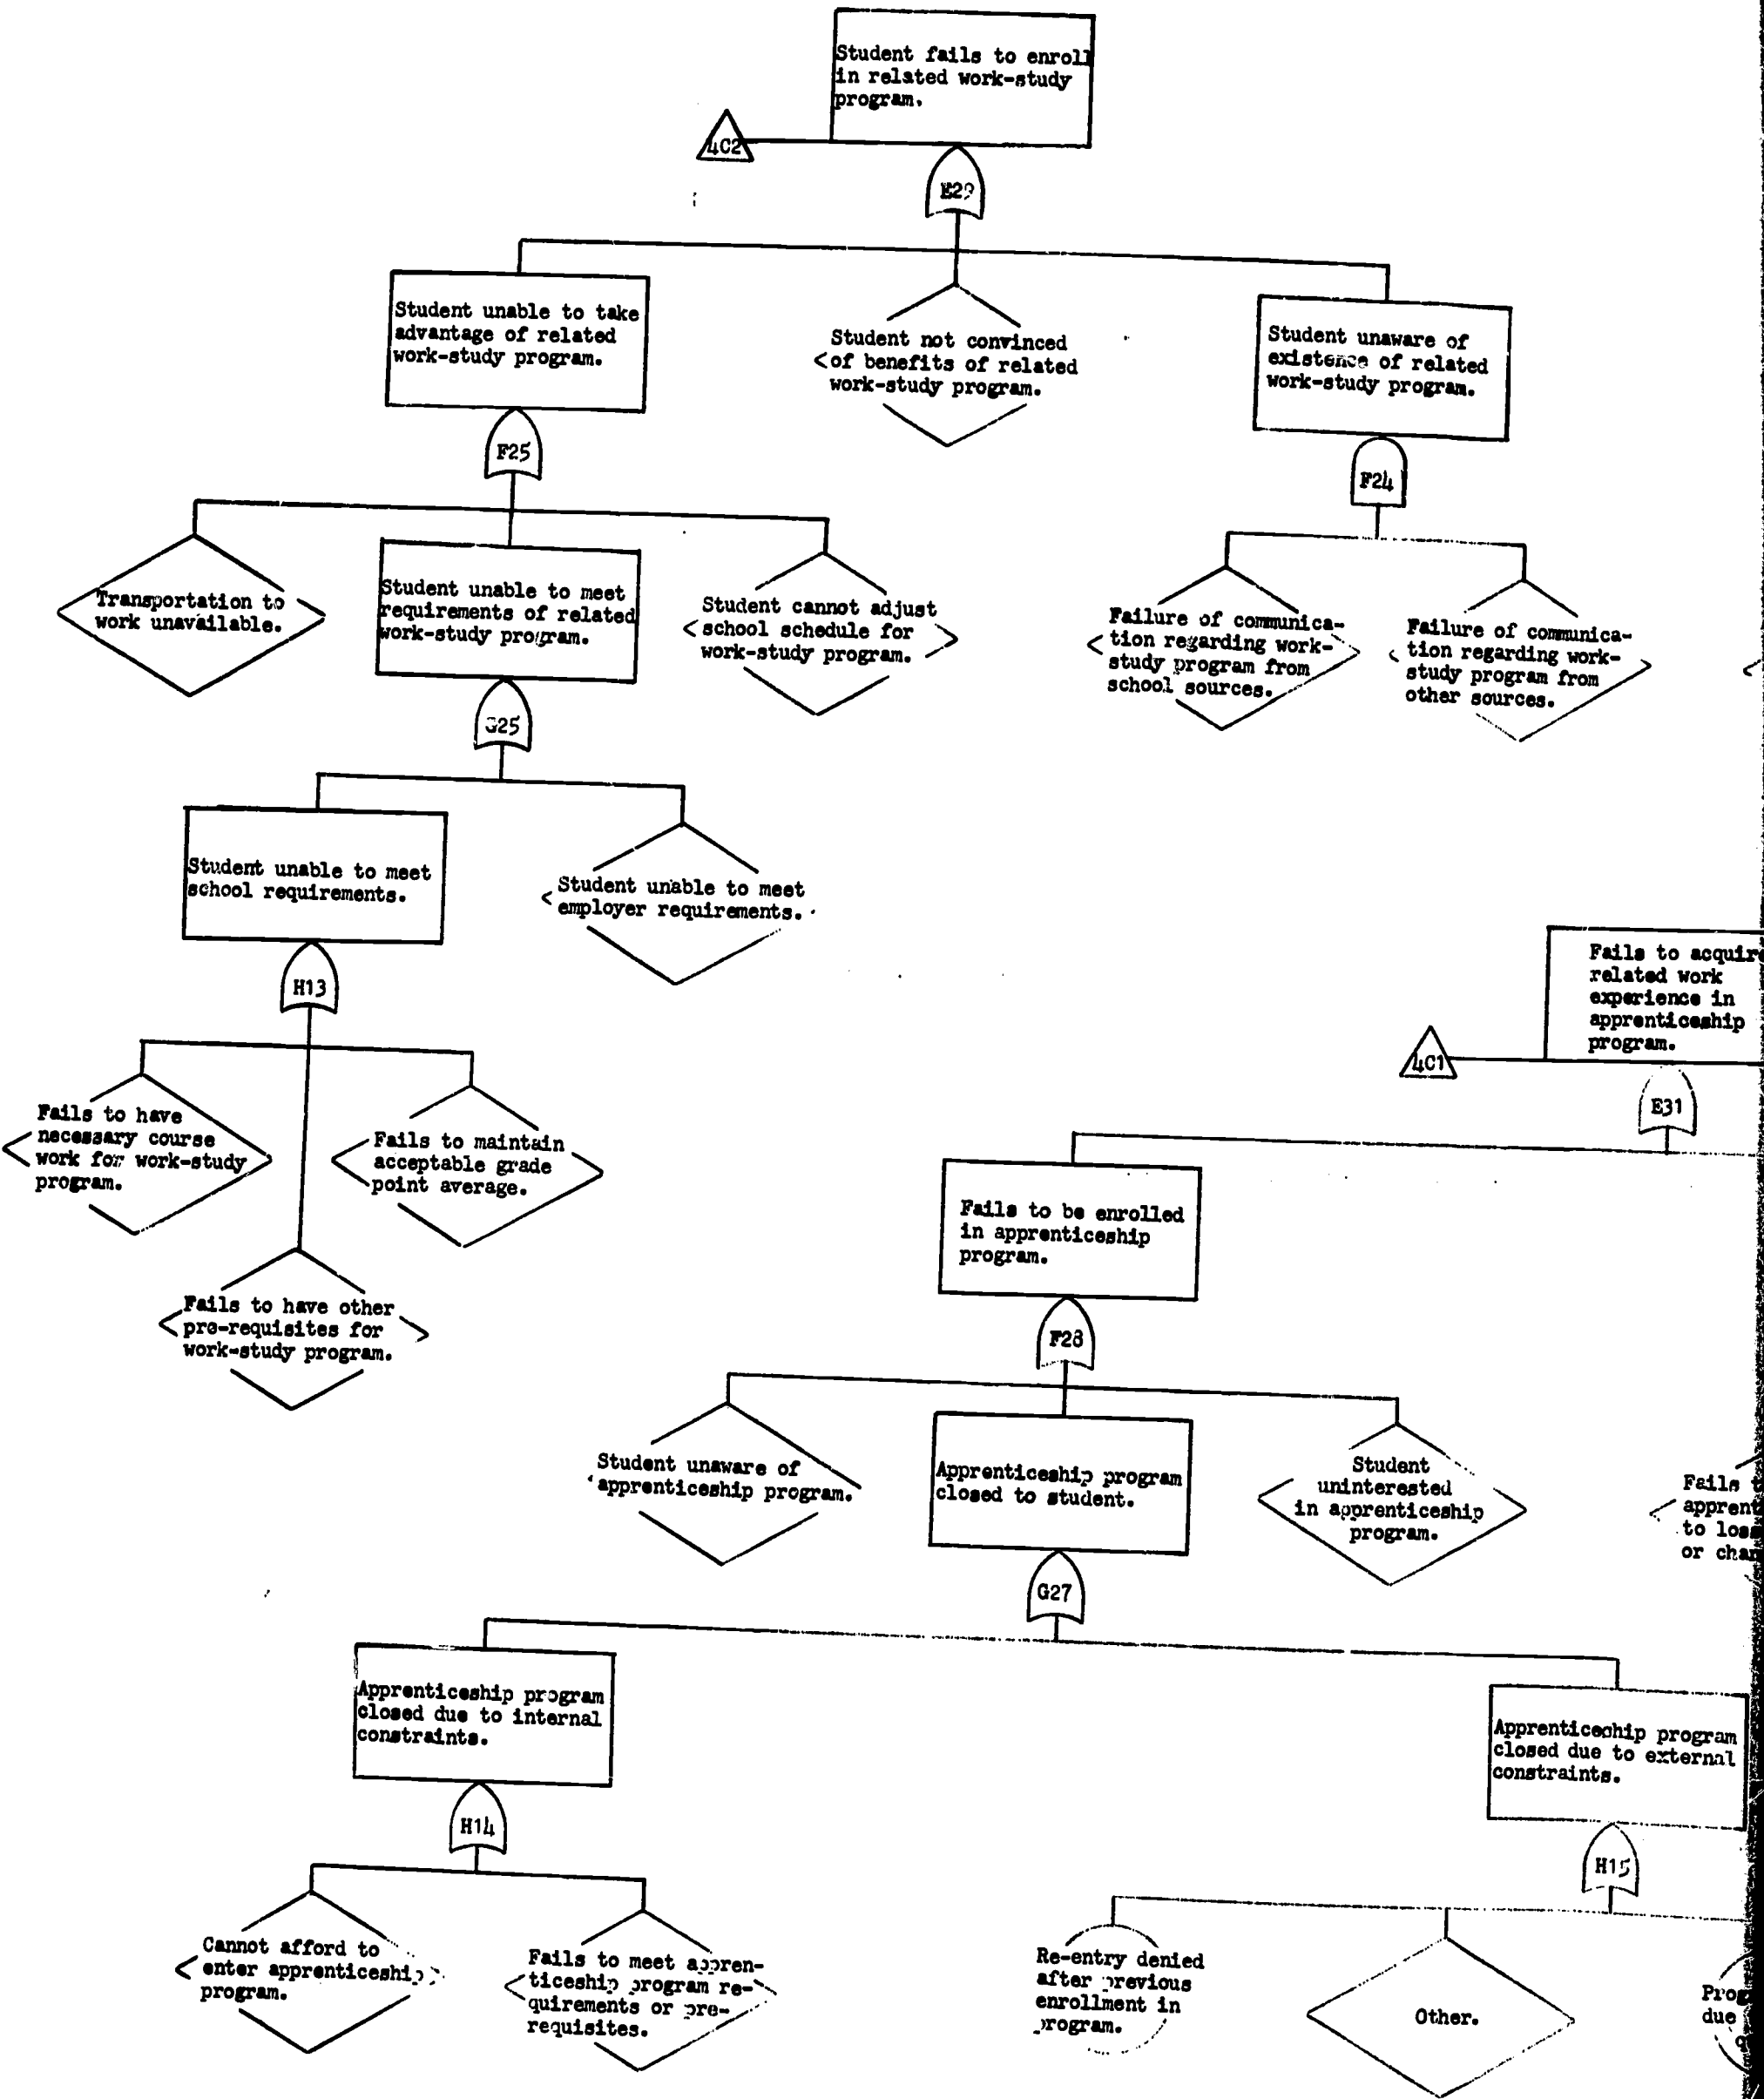 Student fails to enroll
in related work-study
program.
4C2
E29
Student unable to take
advantage of related
work-study program.
Student not convinced
of benefits of related
work-study program.
Student unaware of
existence of related
work-study program.
F25
F24
Transportation to
work unavailable.
Student unable to meet
requirements of related
work-study program.
Student cannot adjust
school schedule for
work-study program.
Failure of communica-
tion regarding work-
study program from
school sources.
Failure of communica-
tion regarding work-
study program from
other sources.
G25
Student unable to meet
school requirements.
Student unable to meet
employer requirements.
H13
Fails to have
necessary course
work for work-study
program.
Fails to maintain
acceptable grade
point average.
Fails to have other
pre-requisites for
work-study program.
Fails to acquire
related work
experience in
apprenticeship
program.
4C1
E31
Fails to be enrolled
in apprenticeship
program.
F28
Student unaware of
apprenticeship program.
Apprenticeship program
closed to student.
Student
uninterested
in apprenticeship
program.
Fails
apprent
to loss
or chan
G27
Apprenticeship program
closed due to internal
constraints.
Apprenticeship program
closed due to external
constraints.
H14
H15
Cannot afford to
enter apprenticeship
program.
Fails to meet appren-
ticeship program re-
quirements or pre-
requisites.
Re-entry denied
after previous
enrollment in
program.
Other.
Prog
due